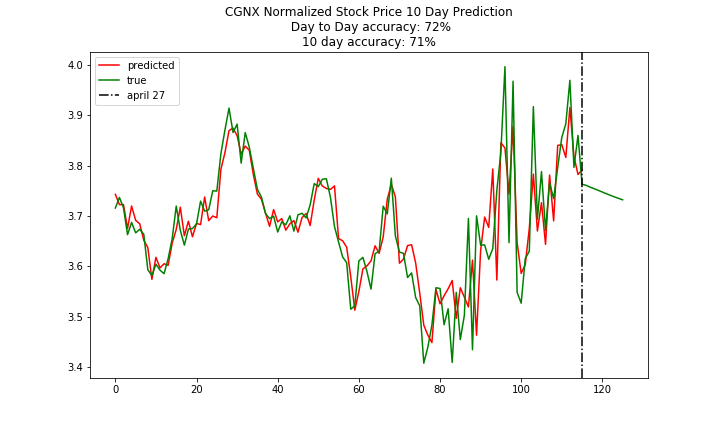 CGNX Normalized Stock Price 10 Day Prediction
Day to Day accuracy: 72%
10 day accuracy: 71%
predicted
true
april 27
4.0
3.9
3.8
3.7
3.6
3.5
3.4
0 20 40 60 80 100 120